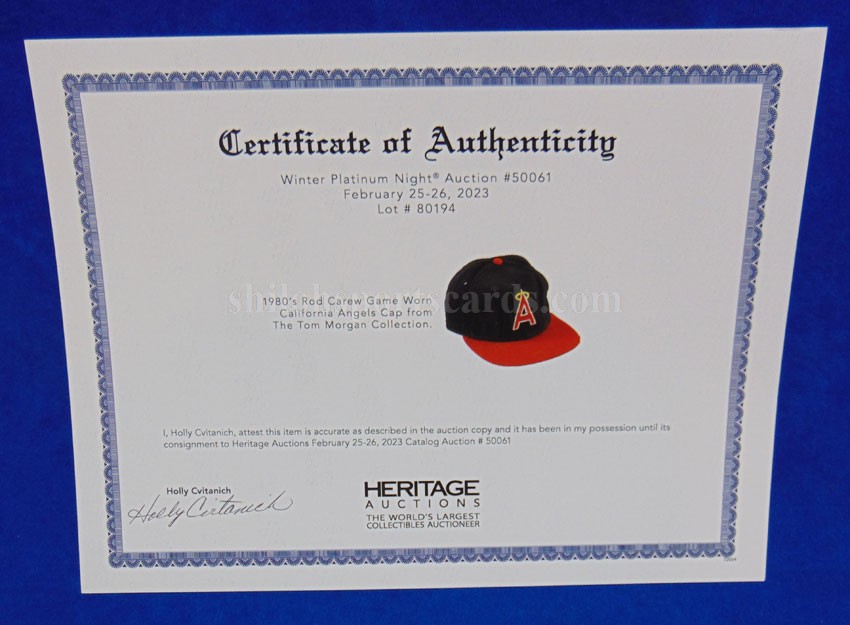 Certificate of Authenticity
Winter Platinum Night® Auction #50061
February 25-26, 2023
Lot # 80194
1980's Rod Carew Game Worn
California Angels Cap from
The Tom Morgan Collection.
A
shilohsportscards.com
I, Holly Cvitanich, attest this item is accurate as described in the auction copy and it has been in my possession until its
consignment to Heritage Auctions February 25-26, 2023 Catalog Auction # 50061
Holly Cvitanich
Holly Cvitanich
HERITAGE
AUCTIONS
THE WORLD'S LARGEST
COLLECTIBLES AUCTIONEER